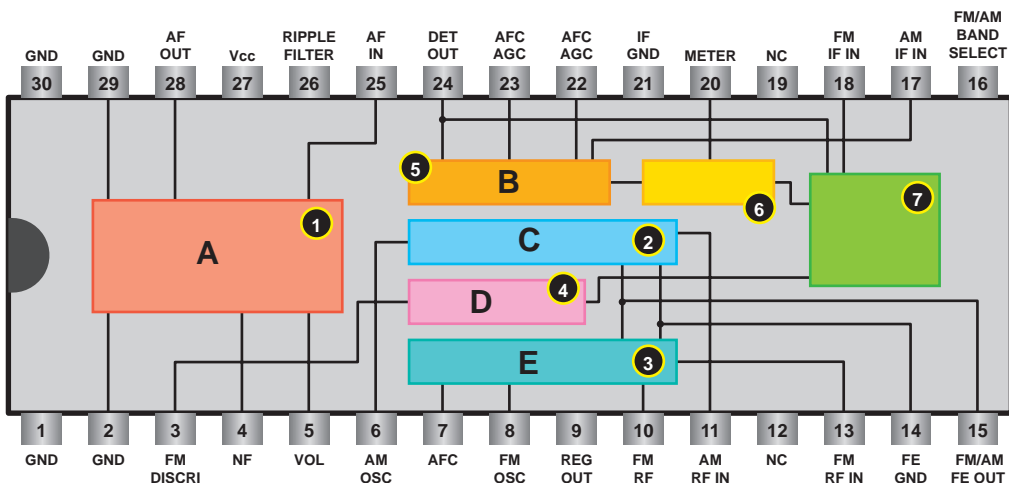 FM/AM
BAND
SELECT
GND
GND
AF
OUT
Vcc
RIPPLE
FILTER
AF
IN
DET
OUT
AFC
AGC
AFC
AGC
IF
GND
METER
NC
FM
IF IN
AM
IF IN
30 29 28 27 26 25 24 23 22 21 20 19 18 17 16
5
B
6
7
1
A
C
2
D
4
E
3
1 2 3 4 5 6 7 8 9 10 11 12 13 14 15
GND
GND
FM
DISCRI
NF
VOL
AM
OSC
AFC
FM
OSC
REG
OUT
FM
RF
AM
RF IN
NC
FM
RF IN
FE
GND
FM/AM
FE OUT